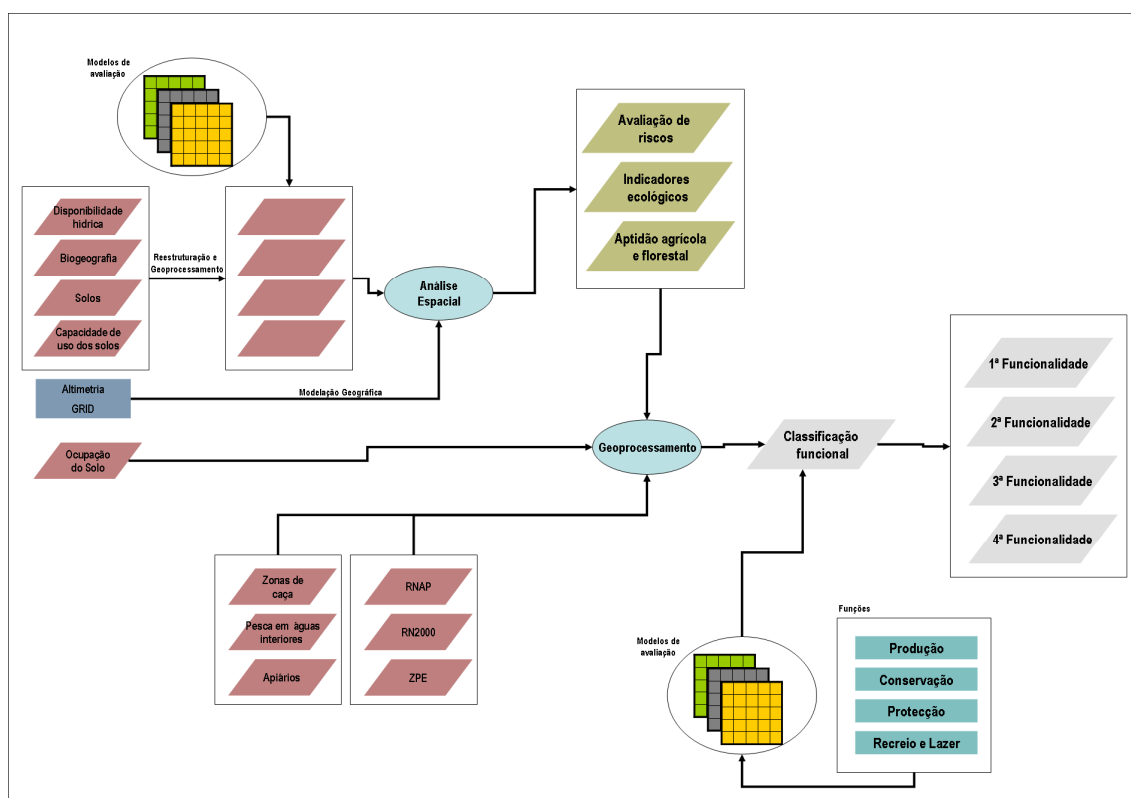 Modelos de
avaliação
Disponibilidade
hídrica
Biogeografia
Solos
Capacidade de
uso dos solos
Reestruturação e
Geoprocessamento
Análise
Espacial
Avaliação de
riscos
Indicadores
ecológicos
Aptidão agrícola
e florestal
Altimetria
GRID
Modelação Geográfica
Ocupação
do Solo
Geoprocessamento
Classificação
funcional
1ª Funcionalidade
2ª Funcionalidade
3ª Funcionalidade
4ª Funcionalidade
Zonas de
caça
Pesca em àguas
interiores
Apiàrios
RNAP
RN2000
ZPE
Modelos de
avaliação
Funções
Produção
Conservação
Protecção
Recreio e Lazer